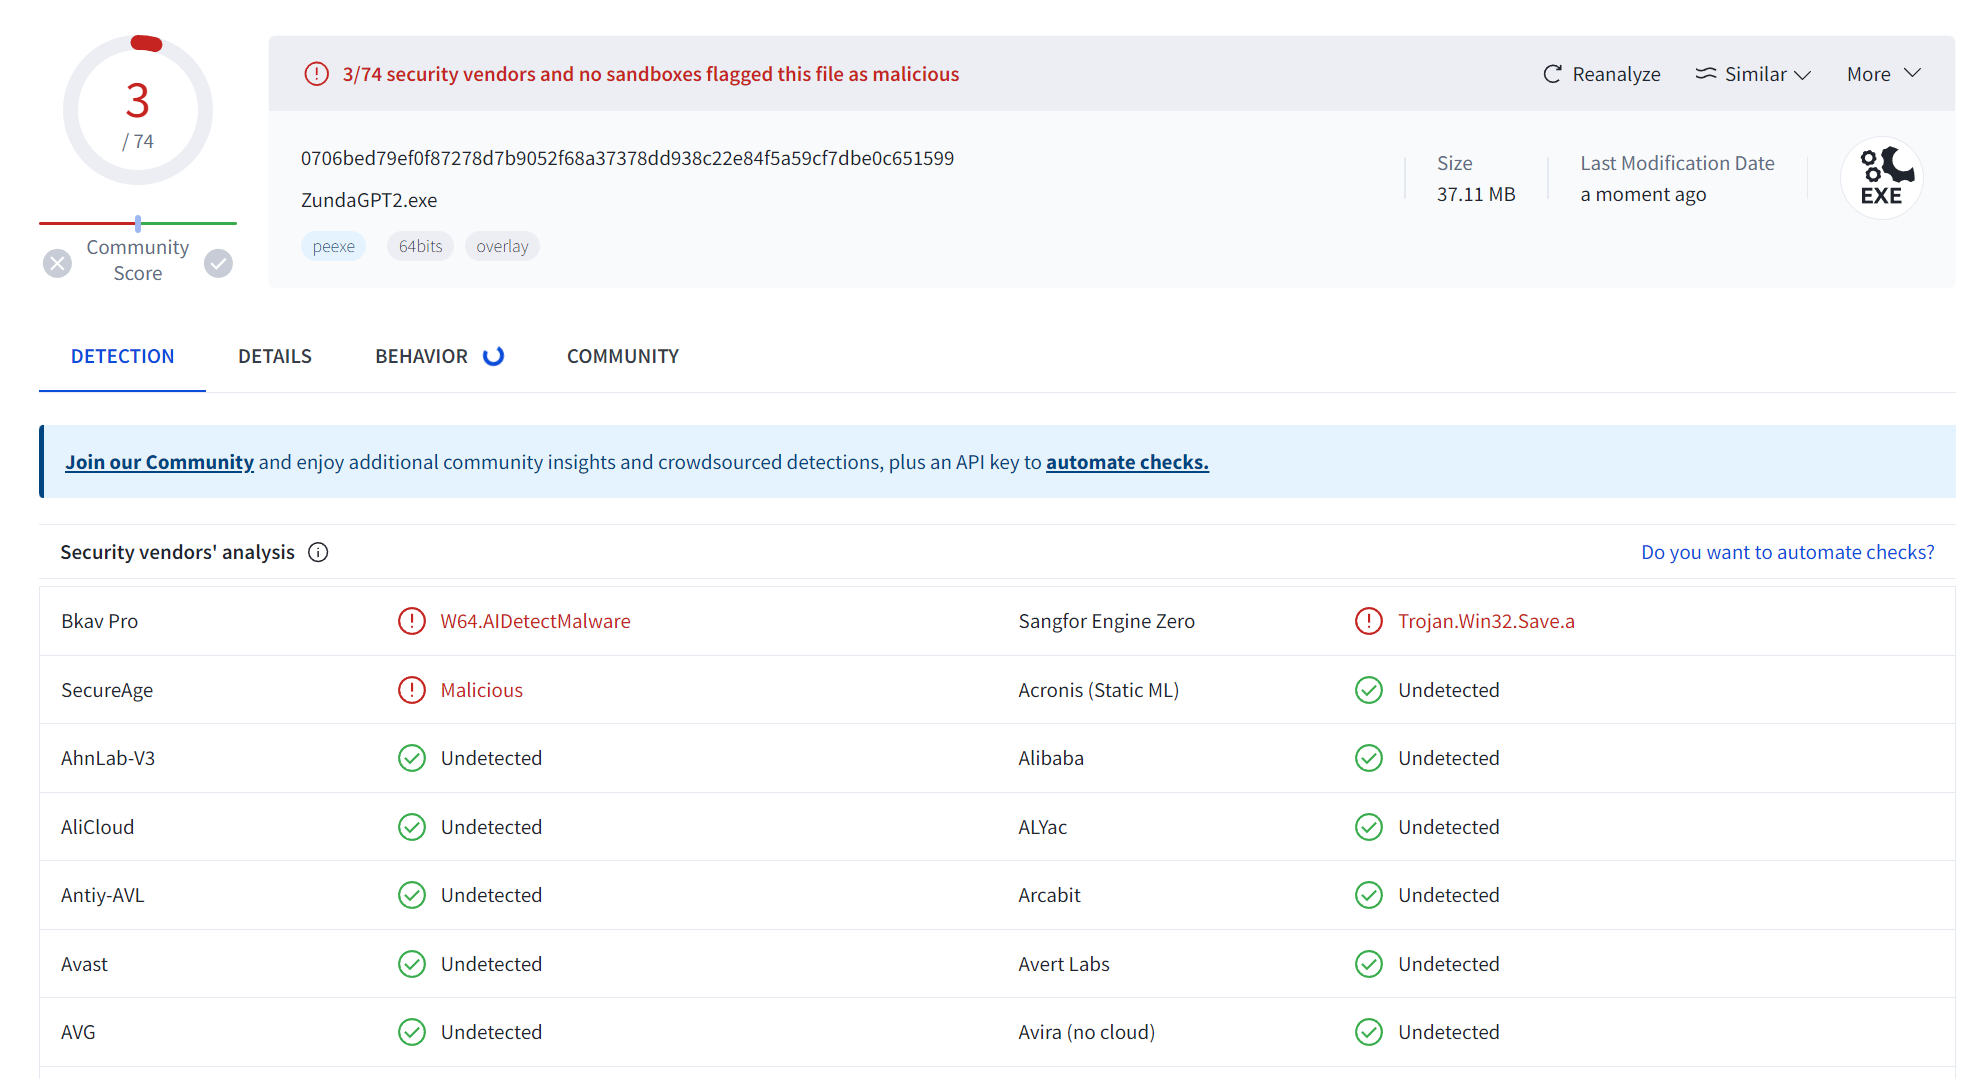 3
/ 74
Community
Score
3/74 security vendors and no sandboxes flagged this file as malicious
Reanalyze
Similar
More
0706bed79ef0f87278d7b9052f68a37378dd938c22e84f5a59cf7dbe0c651599
ZundaGPT2.exe
peexe
64bits
overlay
Size
37.11 MB
Last Modification Date
a moment ago
EXE
DETECTION
DETAILS
BEHAVIOR
COMMUNITY
Join our Community and enjoy additional community insights and crowdsourced detections, plus an API key to automate checks.
Security vendors' analysis
Do you want to automate checks?
Bkav Pro
W64.AIDetectMalware
Sangfor Engine Zero
Trojan.Win32.Save.a
SecureAge
Malicious
Acronis (Static ML)
Undetected
AhnLab-V3
Undetected
Alibaba
Undetected
AliCloud
Undetected
ALYac
Undetected
Antiy-AVL
Undetected
Arcabit
Undetected
Avast
Undetected
Avert Labs
Undetected
AVG
Undetected
Avira (no cloud)
Undetected